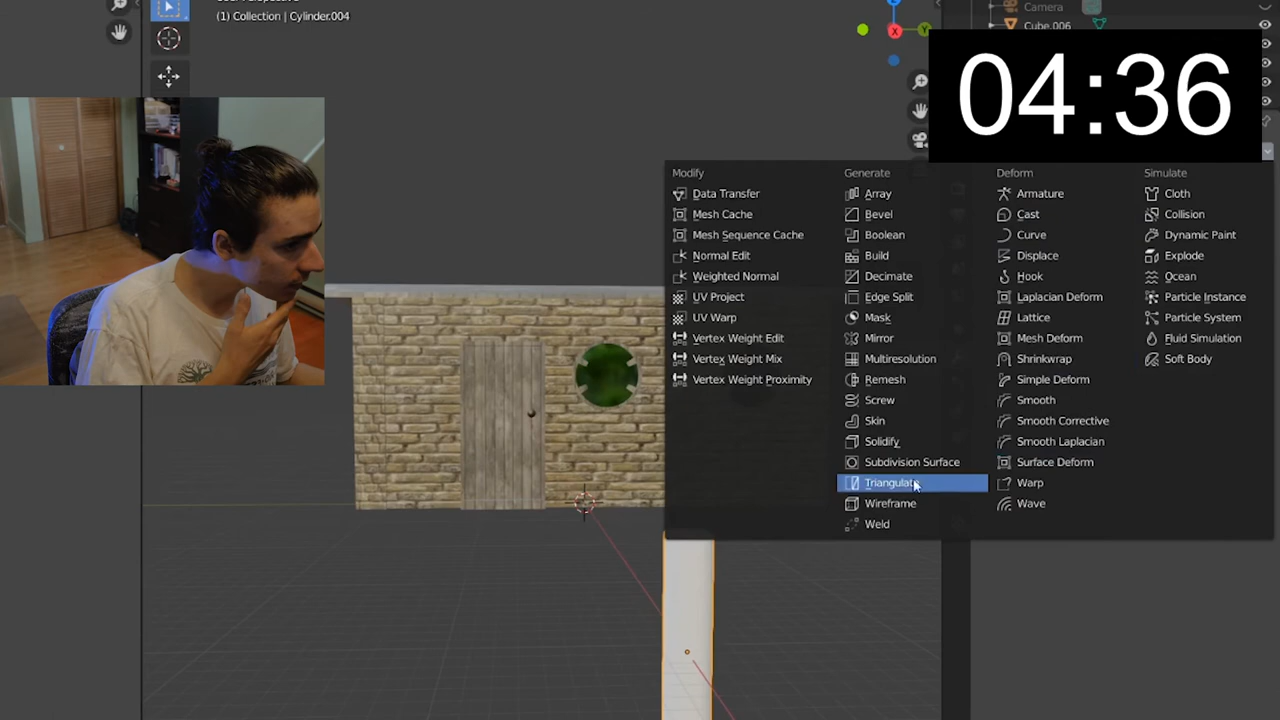 (1) Collection | Cylinder.004
Camera
Cube.006
04:36
X
Y
Modify
Data Transfer
Mesh Cache
Mesh Sequence Cache
Normal Edit
Weighted Normal
UV Project
UV Warp
Vertex Weight Edit
Vertex Weight Mix
Vertex Weight Proximity
Generate
Array
Bevel
Boolean
Build
Decimate
Edge Split
Mask
Mirror
Multiresolution
Remesh
Screw
Skin
Solidify
Subdivision Surface
Triangulate
Wireframe
Weld
Deform
Armature
Cast
Curve
Displace
Hook
Laplacian Deform
Lattice
Mesh Deform
Shrinkwrap
Simple Deform
Smooth
Smooth Corrective
Smooth Laplacian
Surface Deform
Warp
Wave
Simulate
Cloth
Collision
Dynamic Paint
Explode
Ocean
Particle Instance
Particle System
Fluid Simulation
Soft Body